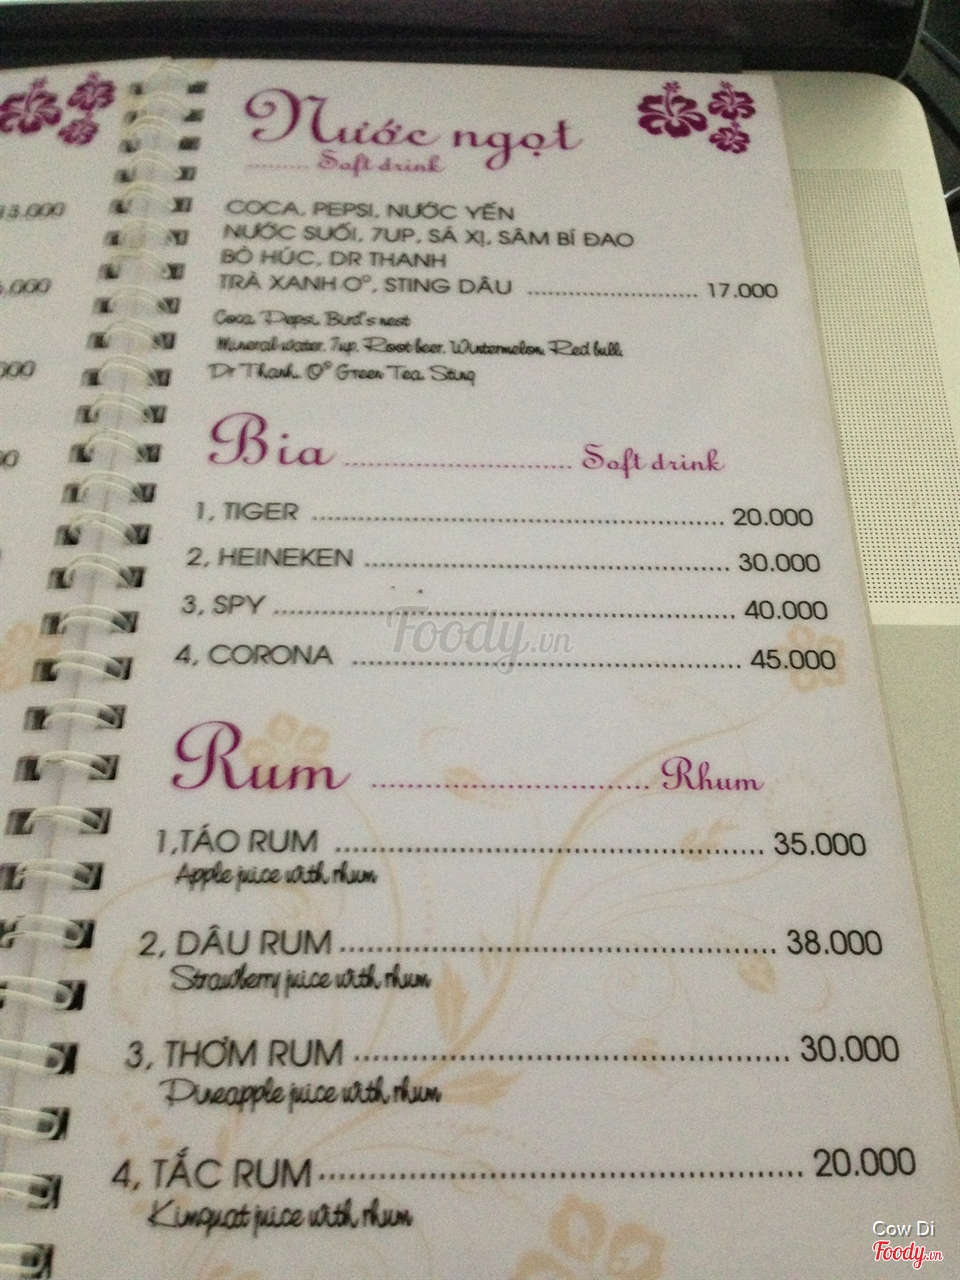 Nước ngọt
.......... Soft drink
13.000
.000
000
COCA, PEPSI, NƯỚC YẾN
NƯỚC SUỐI, 7UP, SÁ XỊ, SÂM BÍ ĐAO
BÒ HÚC, DR THANH
TRÀ XANH O°, STING DÂU ........................ 17.000
Coca, Pepsi, Bird's nest
Mineral water, 7up, Root beer, Wintermelon, Red bull,
Dr Thanh, O° Green Tea, Sting
Bia ............................ Soft drink
1, TIGER ........................ 20.000
2, HEINEKEN ........................ 30.000
3, SPY ........................ 40.000
4, CORONA ........................ 45.000
Foody.vn
Rum ............................ Rhum
1,TÁO RUM ........................ 35.000
Apple juice with rhum
2, DÂU RUM ........................ 38.000
Strawberry juice with rhum
3, THƠM RUM ........................ 30.000
Pineapple juice with rhum
4, TẮC RUM ........................ 20.000
Kimquat juice with rhum
Cow Di
Foody.vn